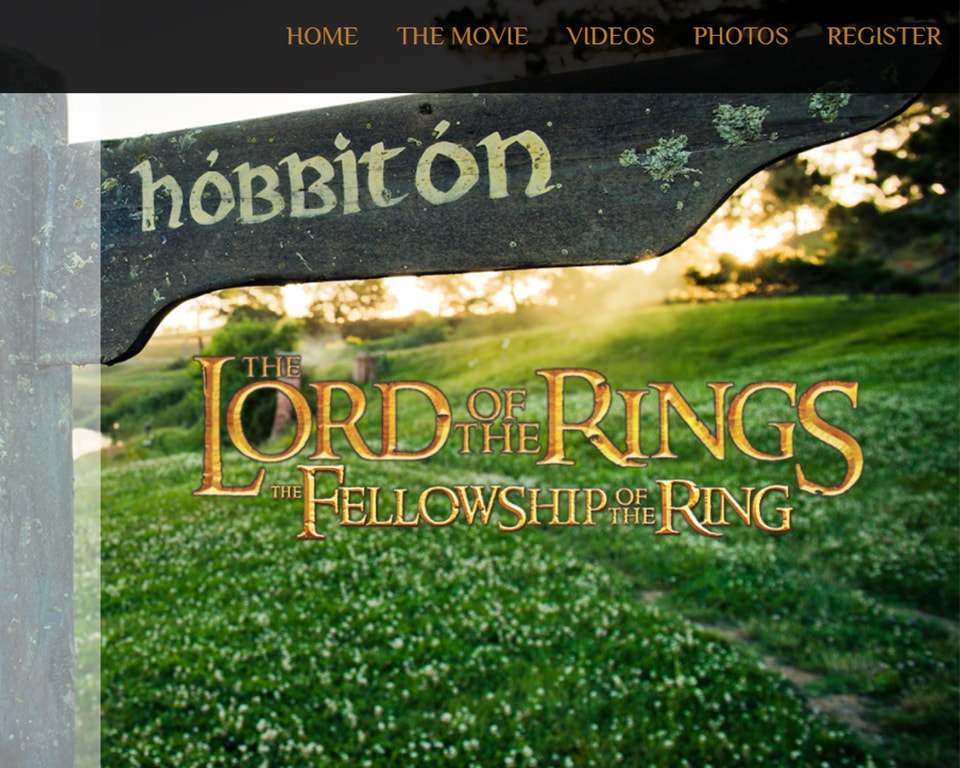 HOME THE MOVIE VIDEOS PHOTOS REGISTER
hóbbitón
THE LORD OF THE RINGS
THE FELLOWSHIP OF THE RING